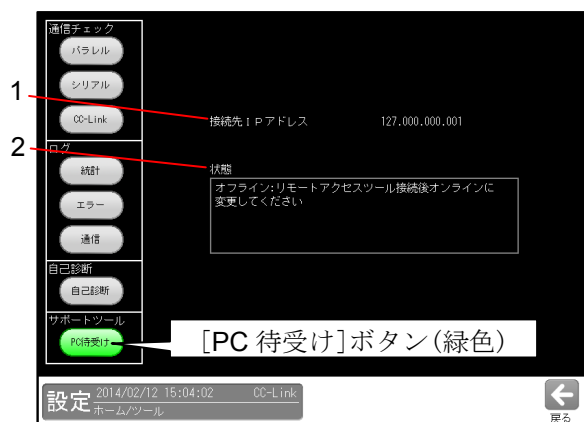 通信チェック
パラレル
シリアル
CC-Link
1
接続先IPアドレス 127.000.000.001
2
ログ
統計
エラー
通信
状態
オフライン:リモートアクセスツール接続後オンラインに
変更してください
自己診断
自己診断
サポートツール
PC待受け
[PC 待受け]ボタン(緑色)
設定
2014/02/12 15:04:02 CC-Link
ホーム/ツール
戻る